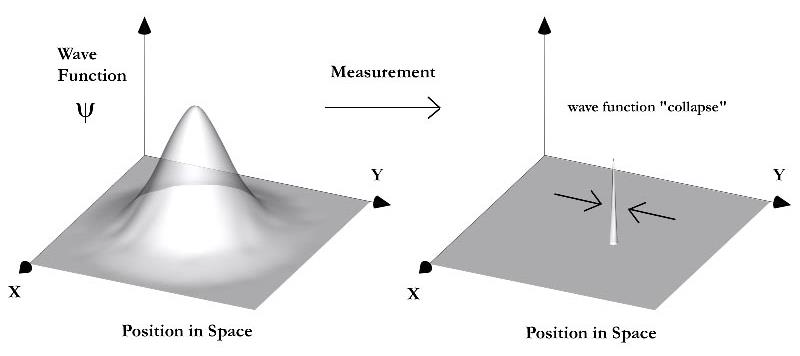 Wave
Function
ψ
Measurement
wave function "collapse"
Y
X
Position in Space
Y
X
Position in Space